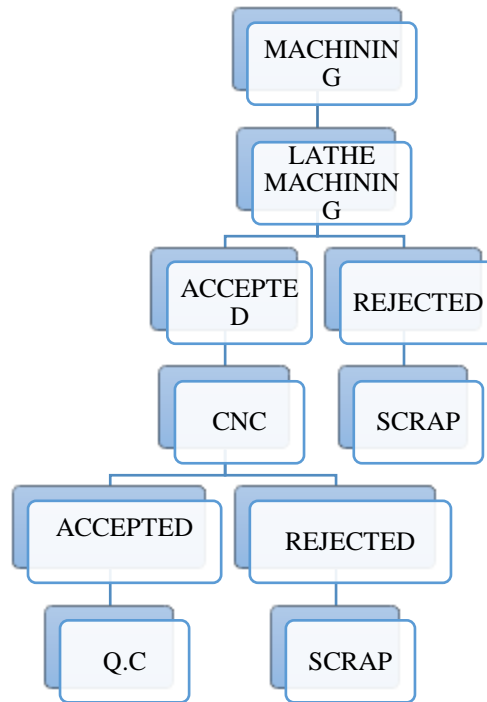 MACHININ
G
LATHE
MACHININ
G
ACCEPTE
D
REJECTED
CNC
SCRAP
ACCEPTED
REJECTED
Q.C
SCRAP